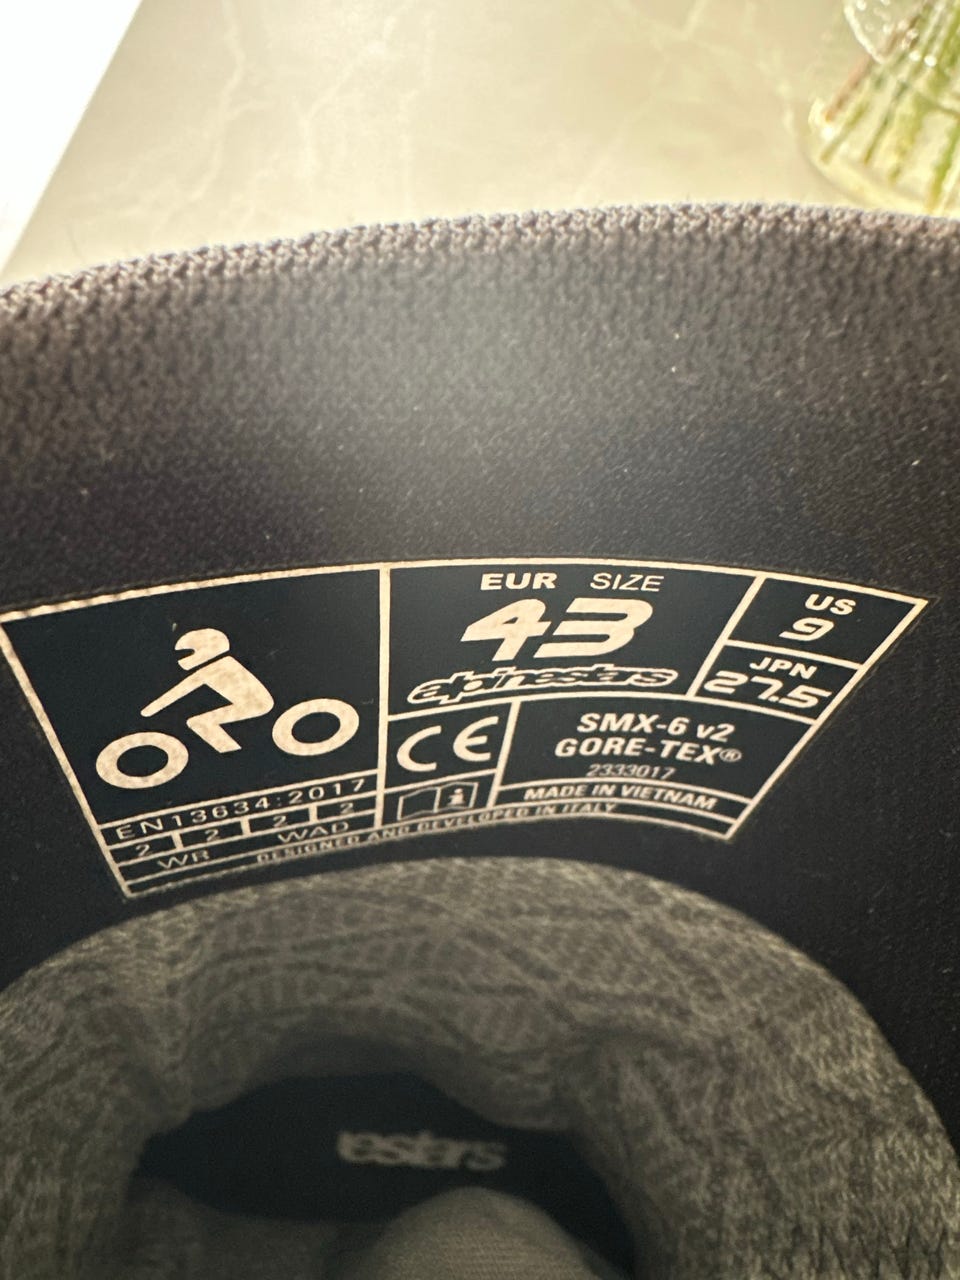 EUR SIZE
43
alpinestars
US
9
JPN
27.5
CE
SMX-6 v2
GORE-TEX®
2333017
i
MADE IN VIETNAM
EN13634:2017
2 2 2 2
WR WAD
DESIGNED AND DEVELOPED IN ITALY
estars